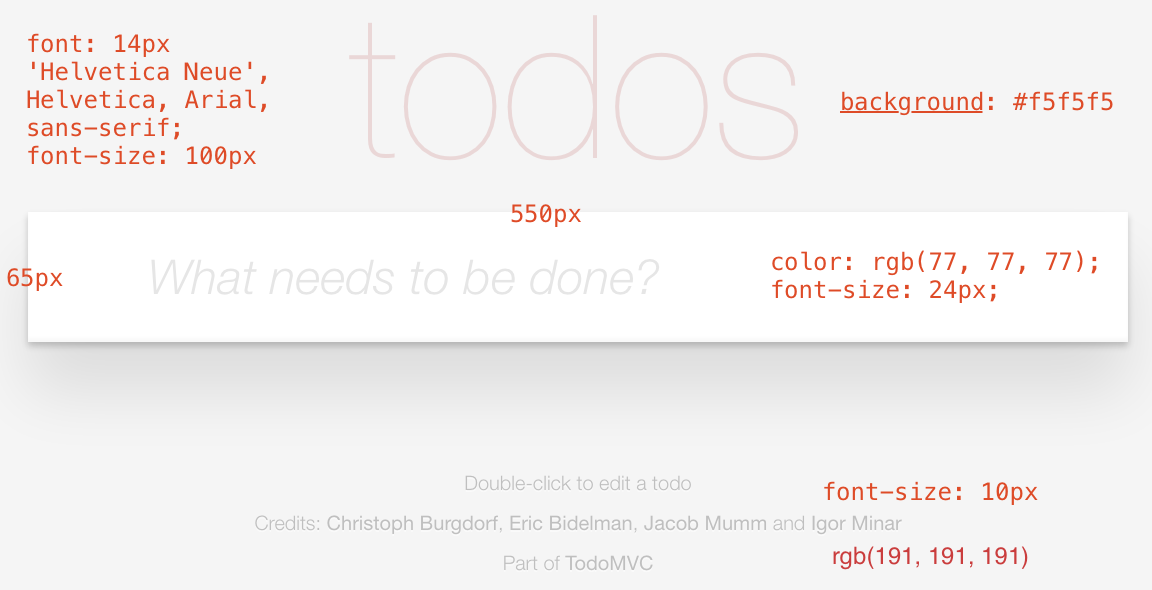 todos
font: 14px
'Helvetica Neue',
Helvetica, Arial,
sans-serif;
font-size: 100px
background: #f5f5f5
550px
65px
What needs to be done?
color: rgb(77, 77, 77);
font-size: 24px;
Double-click to edit a todo
font-size: 10px
Credits: Christoph Burgdorf, Eric Bidelman, Jacob Mumm and Igor Minar
Part of TodoMVC
rgb(191, 191, 191)